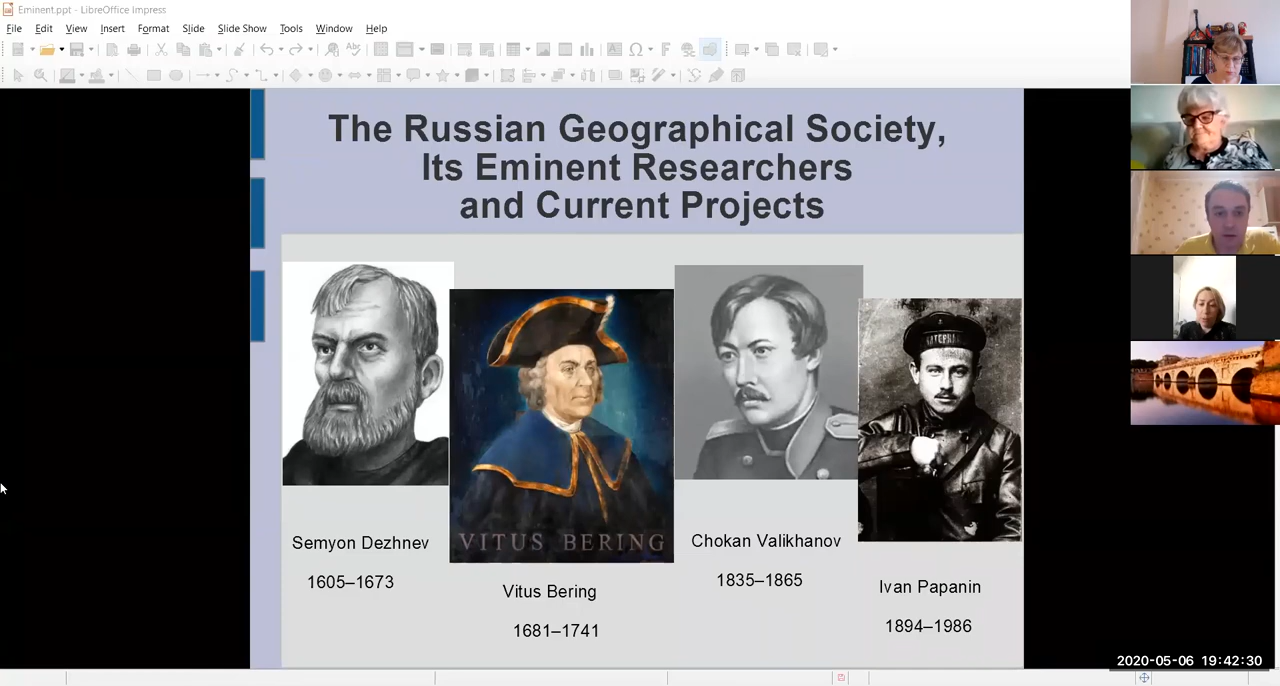 Eminent.ppt - LibreOffice Impress
File Edit View Insert Format Slide Slide Show Tools Window Help
The Russian Geographical Society,
Its Eminent Researchers
and Current Projects
VITUS BERING
Semyon Dezhnev
1605–1673
Vitus Bering
1681–1741
Chokan Valikhanov
1835–1865
Ivan Papanin
1894–1986
2020-05-06 19:42:30